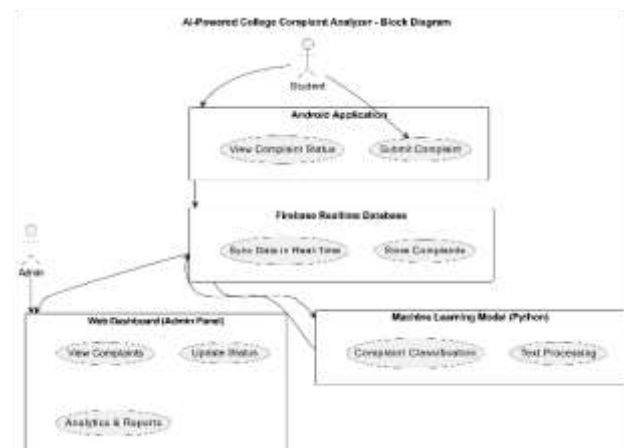 AI-Powered College Complaint Analyzer - Block Diagram
Student
Android Application
View Complaint Status
Submit Complaint
Firebase Realtime Database
Sync Data in Real-Time
Store Complaints
Admin
Web Dashboard (Admin Panel)
View Complaints
Update Status
Analytics & Reports
Machine Learning Model (Python)
Complaint Classification
Text Processing